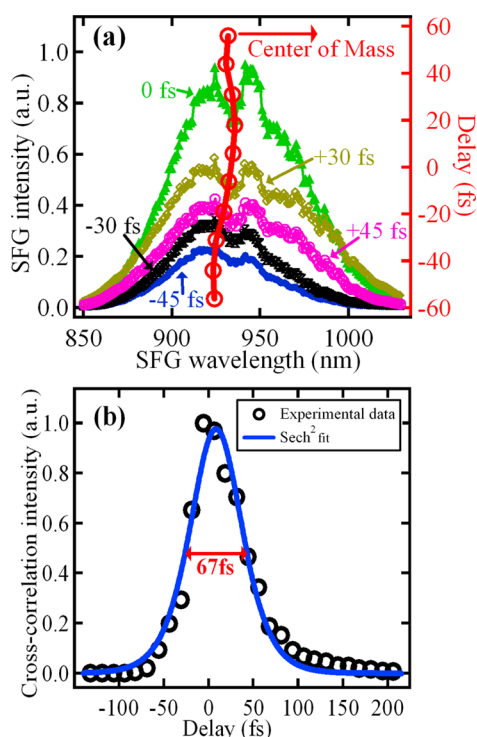 (a)
Center of Mass
0 fs
+30 fs
-30 fs
+45 fs
-45 fs
SFG intensity (a.u.)
1.0
0.8
0.6
0.4
0.2
0.0
60
40
20
0
-20
-40
-60
Delay (fs)
850 900 950 1000
SFG wavelength (nm)
(b)
Experimental data
Sech² fit
67fs
Cross-correlation intensity (a.u.)
1.0
0.8
0.6
0.4
0.2
0.0
-100 -50 0 50 100 150 200
Delay (fs)